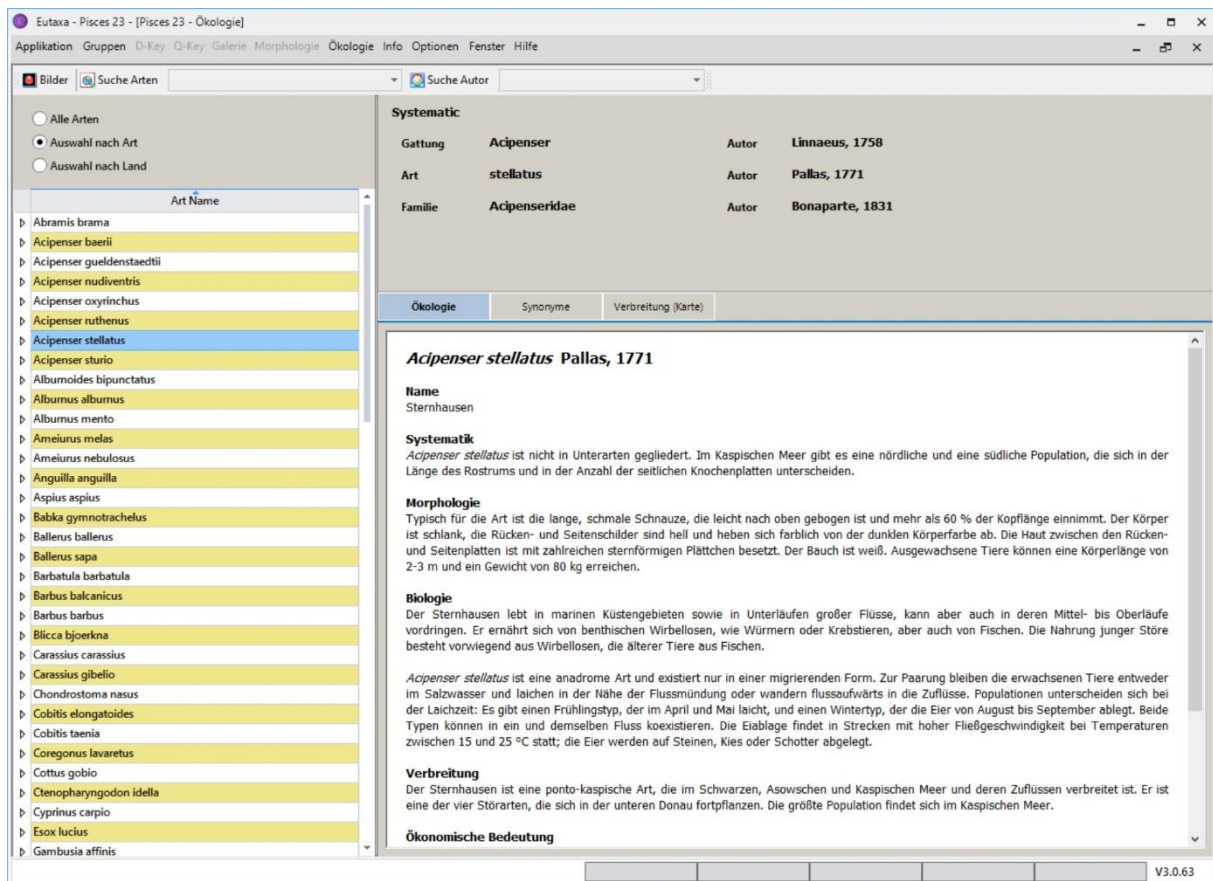 Eutaxa - Pisces 23 - [Pisces 23 - Ökologie]
Applikation Gruppen D-Key Q-Key Galerie Morphologie Ökologie Info Optionen Fenster Hilfe
Bilder Suche Arten Suche Autor
Alle Arten
Auswahl nach Art
Auswahl nach Land
Art Name
Abramis brama
Acipenser baerii
Acipenser gueldenstaedtii
Acipenser nudiventris
Acipenser oxyrinchus
Acipenser ruthenus
Acipenser stellatus
Acipenser sturio
Alburnoides bipunctatus
Alburnus alburnus
Alburnus mento
Ameiurus melas
Ameiurus nebulosus
Anguilla anguilla
Aspius aspius
Babka gymnotrachelus
Ballerus ballerus
Ballerus sapa
Barbatula barbatula
Barbus balcanicus
Barbus barbus
Blicca bjoerkna
Carassius carassius
Carassius gibelio
Chondrostoma nasus
Cobitis elongatoides
Cobitis taenia
Coregonus lavaretus
Cottus gobio
Ctenopharyngodon idella
Cyprinus carpio
Esox lucius
Gambusia affinis
Systematic
Gattung Acipenser Autor Linnaeus, 1758
Art stellatus Autor Pallas, 1771
Familie Acipenseridae Autor Bonaparte, 1831
Ökologie Synonyme Verbreitung (Karte)
Acipenser stellatus Pallas, 1771
Name
Sternhausen
Systematik
Acipenser stellatus ist nicht in Unterarten gegliedert. Im Kaspischen Meer gibt es eine nördliche und eine südliche Population, die sich in der
Länge des Rostrums und in der Anzahl der seitlichen Knochenplatten unterscheiden.
Morphologie
Typisch für die Art ist die lange, schmale Schnauze, die leicht nach oben gebogen ist und mehr als 60 % der Kopflänge einnimmt. Der Körper
ist schlank, die Rücken- und Seitenschilder sind hell und heben sich farblich von der dunklen Körperfarbe ab. Die Haut zwischen den Rücken-
und Seitenplatten ist mit zahlreichen sternförmigen Plättchen besetzt. Der Bauch ist weiß. Ausgewachsene Tiere können eine Körperlänge von
2-3 m und ein Gewicht von 80 kg erreichen.
Biologie
Der Sternhausen lebt in marinen Küstengebieten sowie in Unterläufen großer Flüsse, kann aber auch in deren Mittel- bis Oberläufe
vordringen. Er ernährt sich von benthischen Wirbellosen, wie Würmern oder Krebstieren, aber auch von Fischen. Die Nahrung junger Störe
besteht vorwiegend aus Wirbellosen, die älterer Tiere aus Fischen.
Acipenser stellatus ist eine anadrome Art und existiert nur in einer migrierenden Form. Zur Paarung bleiben die erwachsenen Tiere entweder
im Salzwasser und laichen in der Nähe der Flussmündung oder wandern flussaufwärts in die Zuflüsse. Populationen unterscheiden sich bei
der Laichzeit: Es gibt einen Frühlingstyp, der im April und Mai laicht, und einen Wintertyp, der die Eier von August bis September ablegt. Beide
Typen können in ein und demselben Fluss koexistieren. Die Eiablage findet in Strecken mit hoher Fließgeschwindigkeit bei Temperaturen
zwischen 15 und 25 °C statt; die Eier werden auf Steinen, Kies oder Schotter abgelegt.
Verbreitung
Der Sternhausen ist eine ponto-kaspische Art, die im Schwarzen, Asowschen und Kaspischen Meer und deren Zuflüssen verbreitet ist. Er ist
eine der vier Störarten, die sich in der unteren Donau fortpflanzen. Die größte Population findet sich im Kaspischen Meer.
Ökonomische Bedeutung
V3.0.63